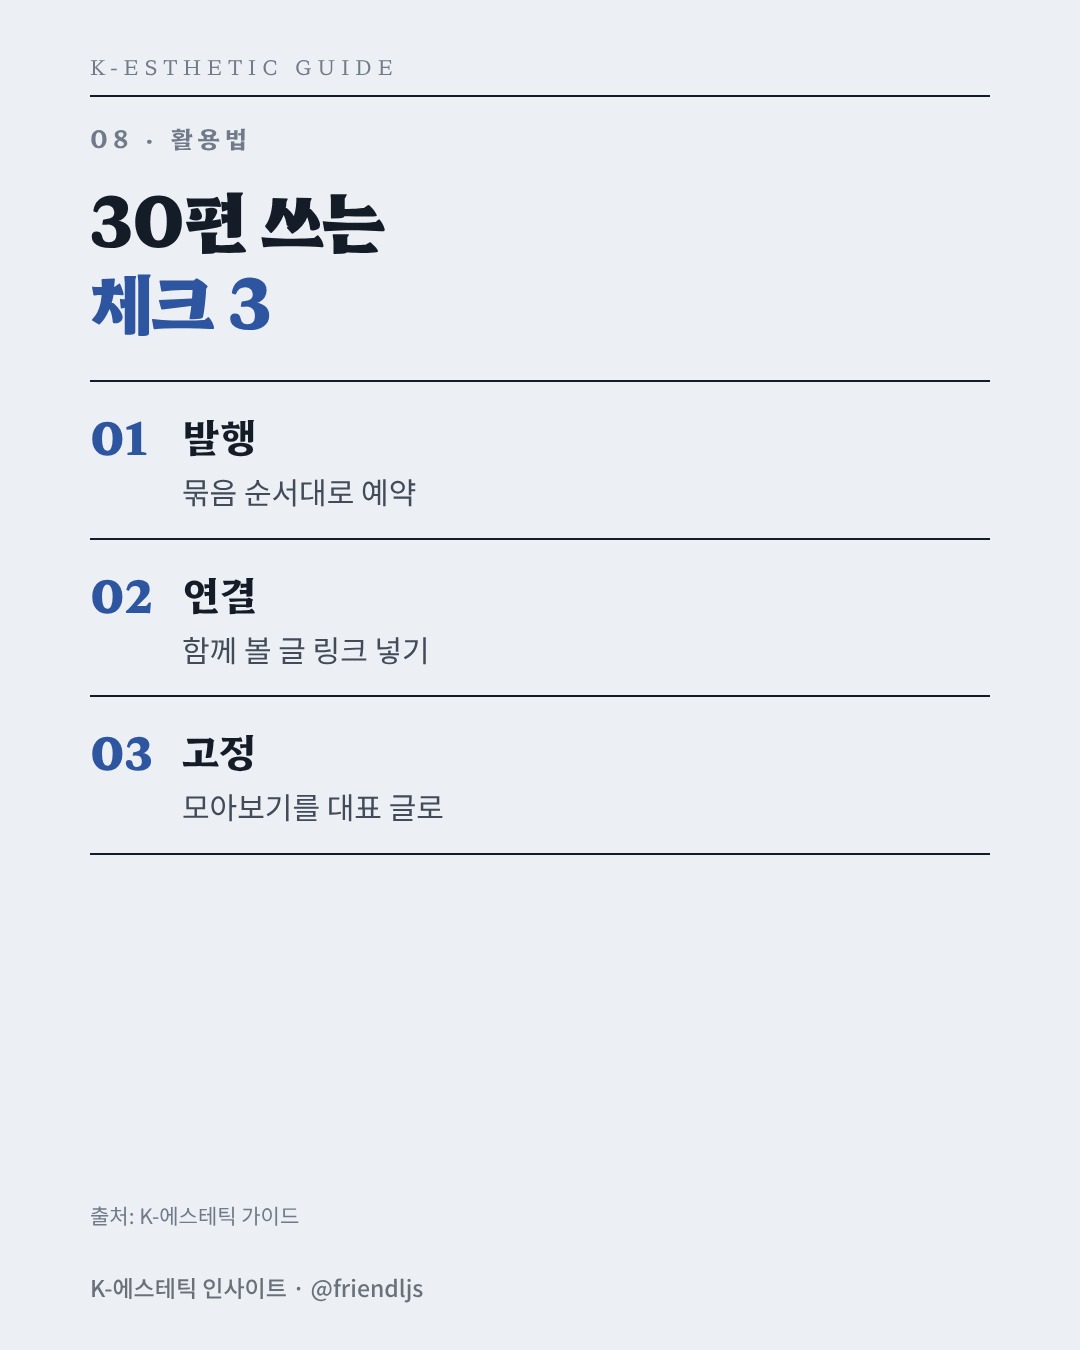 K-ESTHETIC GUIDE
08 · 활용법
30편 쓰는
체크 3
01 발행
묶음 순서대로 예약
02 연결
함께 볼 글 링크 넣기
03 고정
모아보기를 대표 글로
출처: K-에스테틱 가이드
K-에스테틱 인사이트 · @friendljs